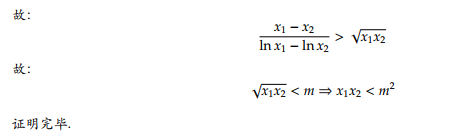 故:
\frac{x_1 - x_2}{\ln x_1 - \ln x_2} > \sqrt{x_1 x_2}
故:
\sqrt{x_1 x_2} < m \Rightarrow x_1 x_2 < m^2
证明完毕.